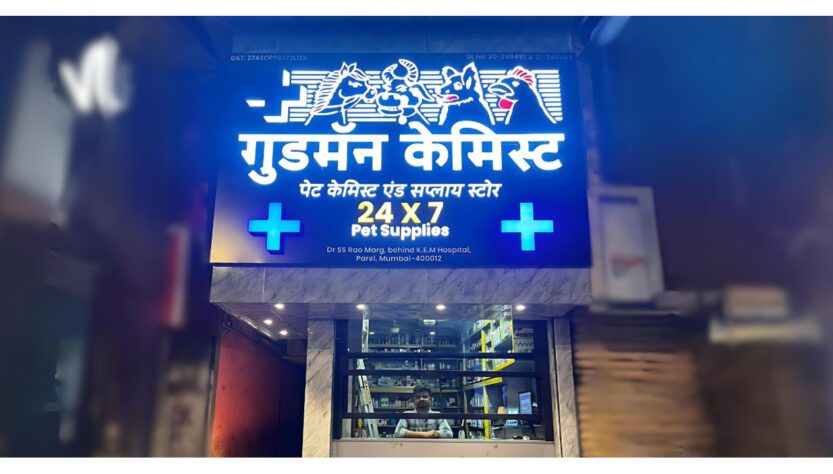 गुडमॅन केमिस्ट
पेट केमिस्ट एंड सप्लाय स्टोर
24 X 7
Pet Supplies
Dr SS Rao Marg, behind K.E.M Hospital,
Parel, Mumbai-400012